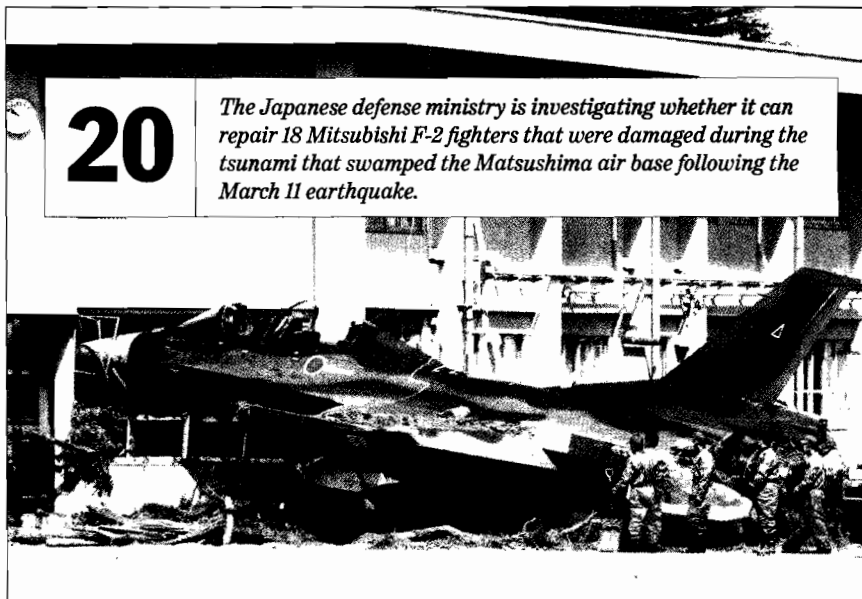 20
The Japanese defense ministry is investigating whether it can
repair 18 Mitsubishi F-2 fighters that were damaged during the
tsunami that swamped the Matsushima air base following the
March 11 earthquake.